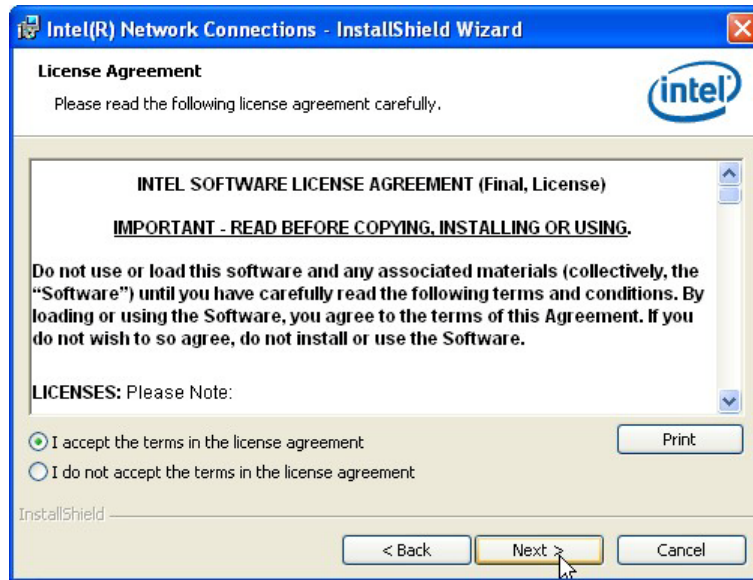 Intel(R) Network Connections - InstallShield Wizard
License Agreement
Please read the following license agreement carefully.
intel
INTEL SOFTWARE LICENSE AGREEMENT (Final, License)
IMPORTANT - READ BEFORE COPYING, INSTALLING OR USING.
Do not use or load this software and any associated materials (collectively, the
“Software”) until you have carefully read the following terms and conditions. By
loading or using the Software, you agree to the terms of this Agreement. If you
do not wish to so agree, do not install or use the Software.
LICENSES: Please Note:
I accept the terms in the license agreement
Print
I do not accept the terms in the license agreement
InstallShield
< Back
Next >
Cancel